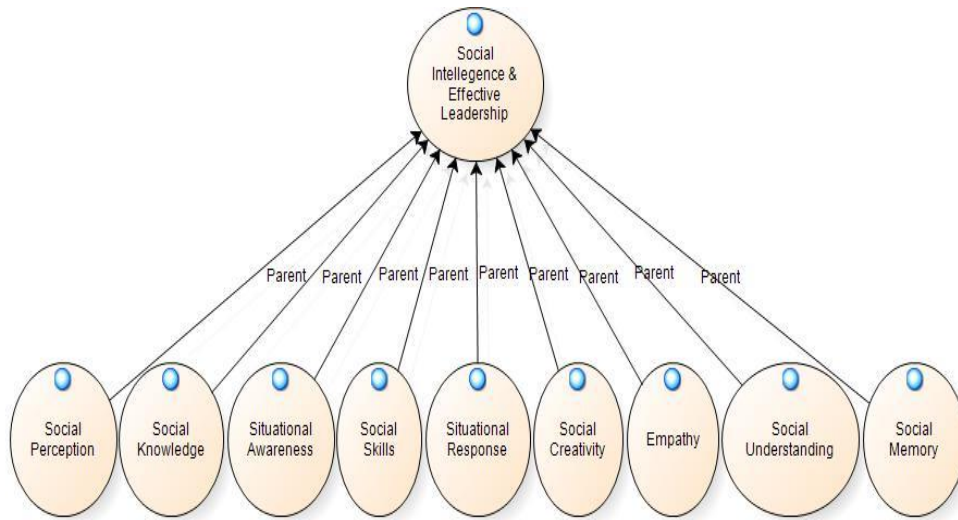 Social
Intellegence &
Effective
Leadership
Parent
Parent
Parent
Parent
Parent
Parent
Parent
Parent
Parent
Social
Perception
Social
Knowledge
Situational
Awareness
Social
Skills
Situational
Response
Social
Creativity
Empathy
Social
Understanding
Social
Memory